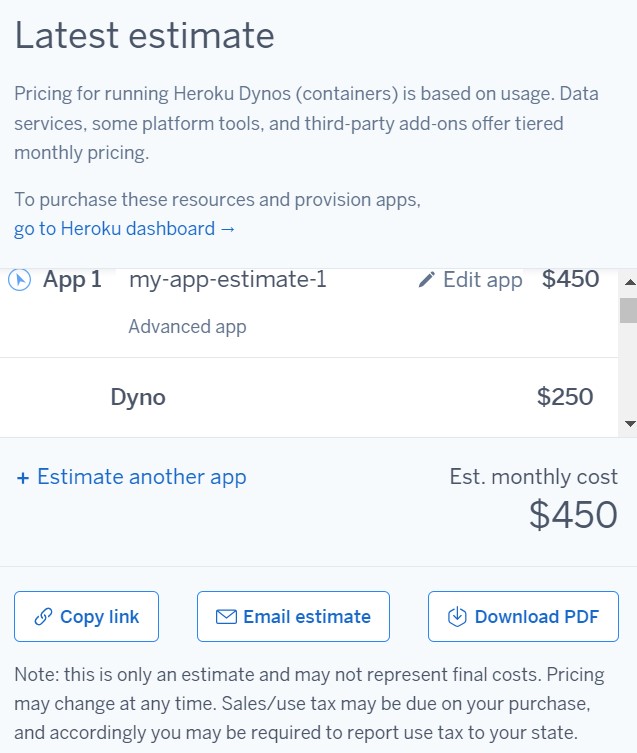 Latest estimate
Pricing for running Heroku Dynos (containers) is based on usage. Data
services, some platform tools, and third-party add-ons offer tiered
monthly pricing.
To purchase these resources and provision apps,
go to Heroku dashboard →
App 1 my-app-estimate-1 Edit app $450
Advanced app
Dyno $250
+ Estimate another app Est. monthly cost
$450
Copy link Email estimate Download PDF
Note: this is only an estimate and may not represent final costs. Pricing
may change at any time. Sales/use tax may be due on your purchase,
and accordingly you may be required to report use tax to your state.